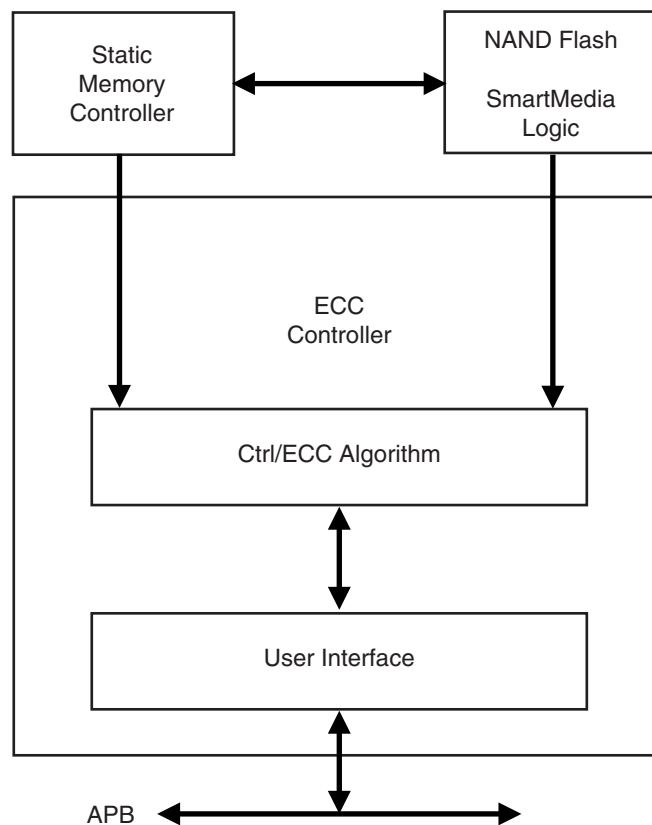 Static
Memory
Controller
NAND Flash
SmartMedia
Logic
ECC
Controller
Ctrl/ECC Algorithm
User Interface
APB